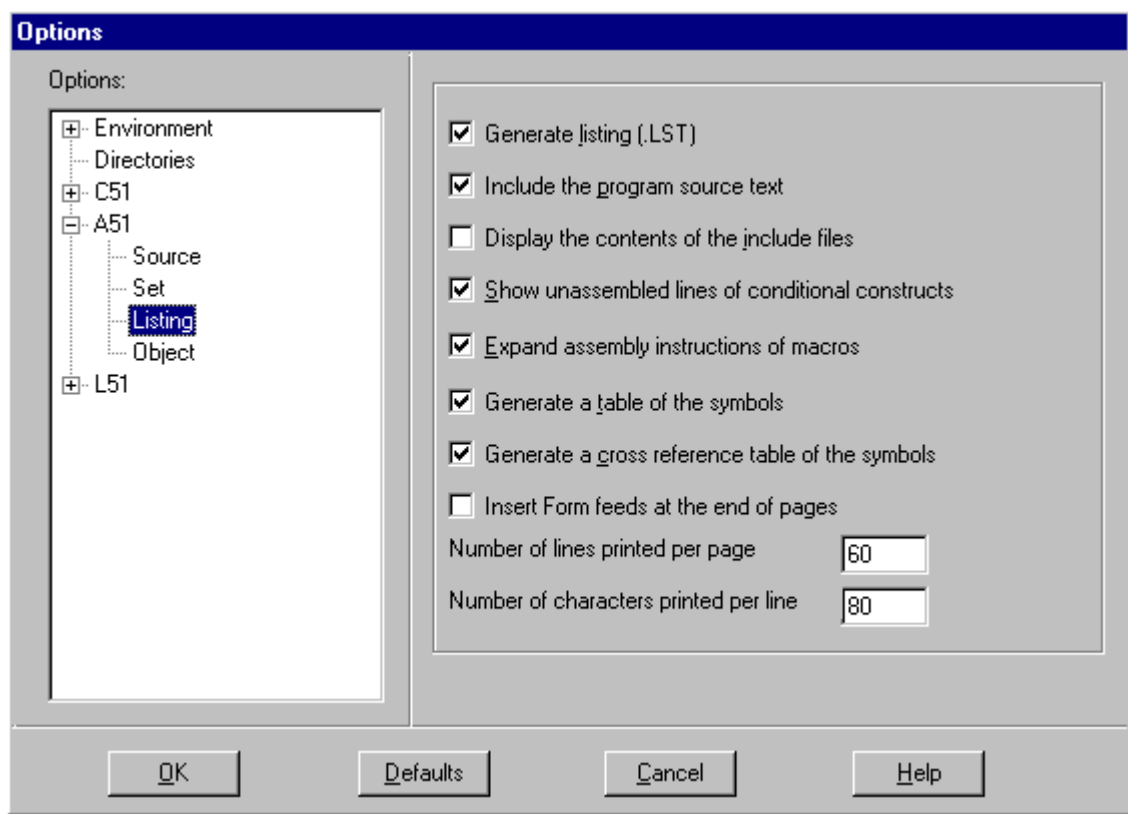 Options
Options:
Environment
Directories
C51
A51
Source
Set
Listing
Object
L51
Generate listing (.LST)
Include the program source text
Display the contents of the include files
Show unassembled lines of conditional constructs
Expand assembly instructions of macros
Generate a table of the symbols
Generate a cross reference table of the symbols
Insert Form feeds at the end of pages
Number of lines printed per page 60
Number of characters printed per line 80
OK Defaults Cancel Help